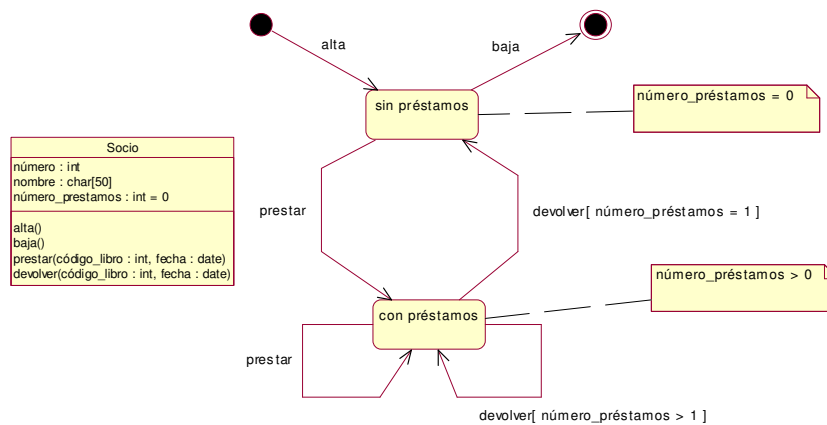 alta
baja
sin préstamos
número_préstamos = 0
Socio
número : int
nombre : char[50]
número_prestamos : int = 0
alta()
baja()
prestar(código_libro : int, fecha : date)
devolver(código_libro : int, fecha : date)
prestar
devolver[ número_préstamos = 1 ]
número_préstamos > 0
con préstamos
prestar
devolver[ número_préstamos > 1 ]